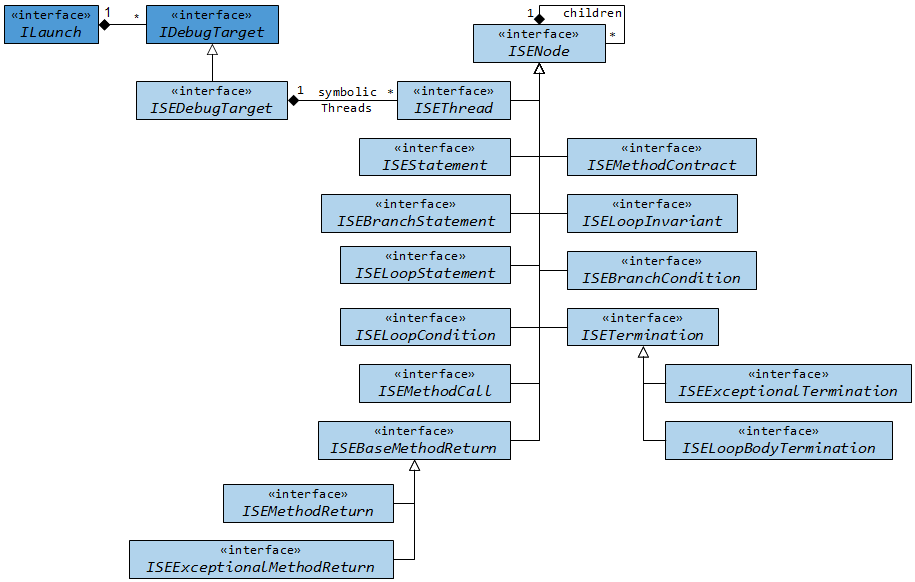 «interface»
ILaunch
1
*
«interface»
IDebugTarget
1
children
*
«interface»
ISENode
«interface»
ISEDebugTarget
1
symbolic
Threads
*
«interface»
ISEThread
«interface»
ISEStatement
«interface»
ISEMethodContract
«interface»
ISEBranchStatement
«interface»
ISELoopInvariant
«interface»
ISELoopStatement
«interface»
ISEBranchCondition
«interface»
ISELoopCondition
«interface»
ISETermination
«interface»
ISEMethodCall
«interface»
ISEExceptionalTermination
«interface»
ISEBaseMethodReturn
«interface»
ISELoopBodyTermination
«interface»
ISEMethodReturn
«interface»
ISEExceptionalMethodReturn